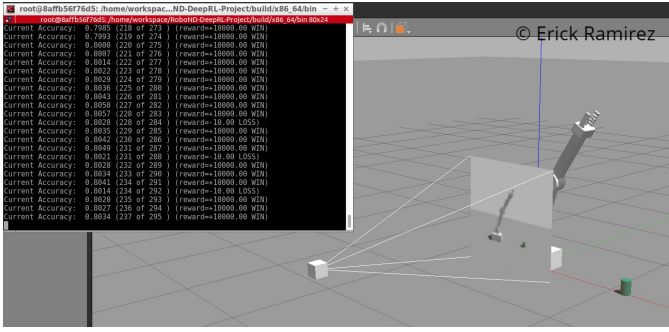 root@8affb56f76d5: /home/workspac...ND-DeepRL-Project/build/x86_64/bin
root@8affb56f76d5: /home/workspace/RoboND-DeepRL-Project/build/x86_64/bin 80x24
Current Accuracy:  0.7985 (218 of 273 ) (reward=+10000.00 WIN)
Current Accuracy:  0.7993 (219 of 274 ) (reward=+10000.00 WIN)
Current Accuracy:  0.8000 (220 of 275 ) (reward=+10000.00 WIN)
Current Accuracy:  0.8007 (221 of 276 ) (reward=+10000.00 WIN)
Current Accuracy:  0.8014 (222 of 277 ) (reward=+10000.00 WIN)
Current Accuracy:  0.8022 (223 of 278 ) (reward=+10000.00 WIN)
Current Accuracy:  0.8029 (224 of 279 ) (reward=+10000.00 WIN)
Current Accuracy:  0.8036 (225 of 280 ) (reward=+10000.00 WIN)
Current Accuracy:  0.8043 (226 of 281 ) (reward=+10000.00 WIN)
Current Accuracy:  0.8050 (227 of 282 ) (reward=+10000.00 WIN)
Current Accuracy:  0.8057 (228 of 283 ) (reward=+10000.00 WIN)
Current Accuracy:  0.8028 (228 of 284 ) (reward=-10.00 LOSS)
Current Accuracy:  0.8035 (229 of 285 ) (reward=+10000.00 WIN)
Current Accuracy:  0.8042 (230 of 286 ) (reward=+10000.00 WIN)
Current Accuracy:  0.8049 (231 of 287 ) (reward=+10000.00 WIN)
Current Accuracy:  0.8021 (231 of 288 ) (reward=-10.00 LOSS)
Current Accuracy:  0.8028 (232 of 289 ) (reward=+10000.00 WIN)
Current Accuracy:  0.8034 (233 of 290 ) (reward=+10000.00 WIN)
Current Accuracy:  0.8041 (234 of 291 ) (reward=+10000.00 WIN)
Current Accuracy:  0.8014 (234 of 292 ) (reward=-10.00 LOSS)
Current Accuracy:  0.8020 (235 of 293 ) (reward=+10000.00 WIN)
Current Accuracy:  0.8027 (236 of 294 ) (reward=+10000.00 WIN)
Current Accuracy:  0.8034 (237 of 295 ) (reward=+10000.00 WIN)
© Erick Ramirez